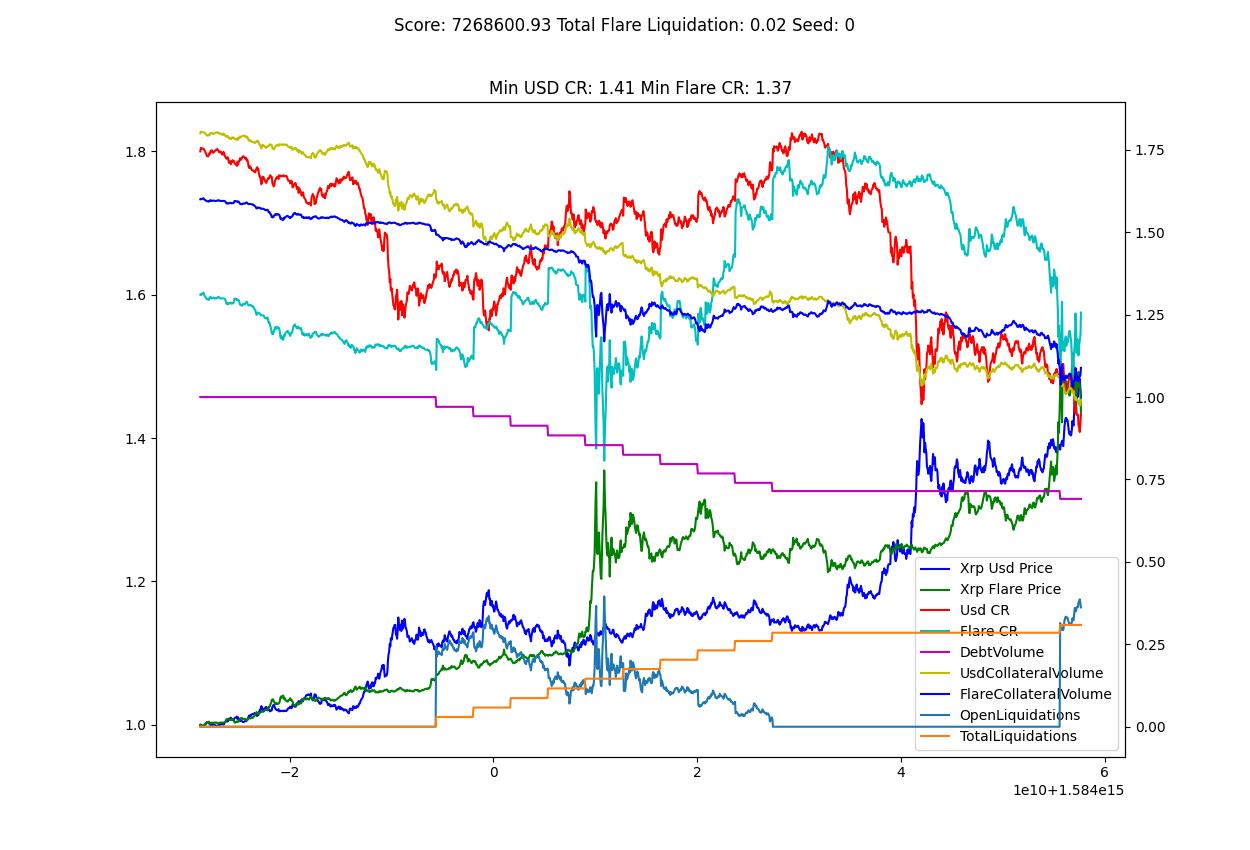 Score: 7268600.93 Total Flare Liquidation: 0.02 Seed: 0
Min USD CR: 1.41 Min Flare CR: 1.37
1.8
1.6
1.4
1.2
1.0
1.75
1.50
1.25
1.00
0.75
0.50
0.25
0.00
Xrp Usd Price
Xrp Flare Price
Usd CR
Flare CR
DebtVolume
UsdCollateralVolume
FlareCollateralVolume
OpenLiquidations
TotalLiquidations
−2 0 2 4 6
1e10+1.584e15